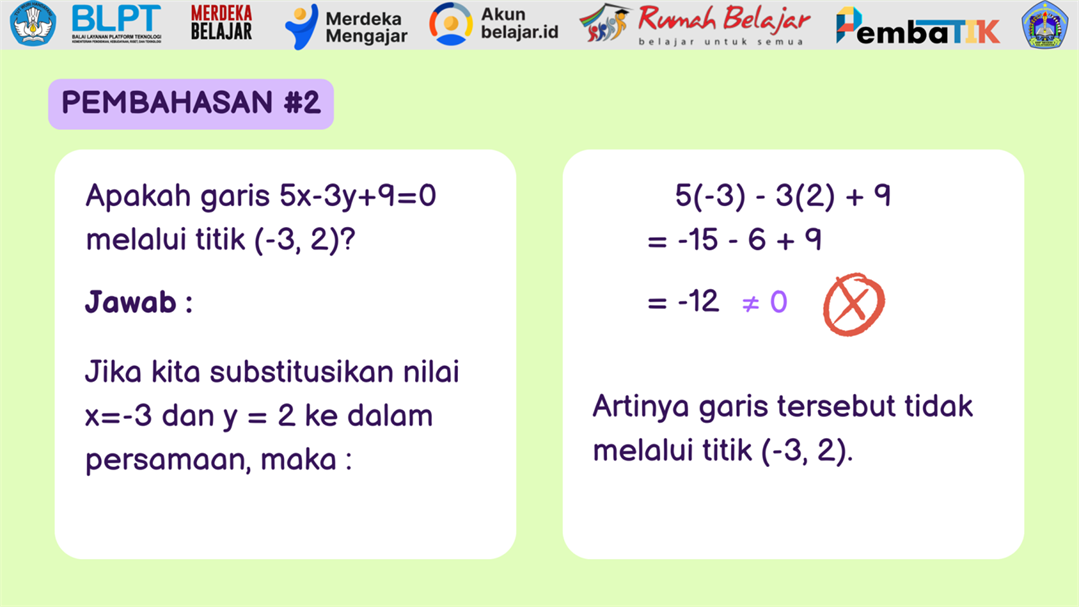 BLPT
BALAI LAYANAN PLATFORM TEKNOLOGI
MERDEKA
BELAJAR
Merdeka
Mengajar
Akun
belajar.id
Rumah Belajar
belajar untuk semua
PembaTIK
PEMBAHASAN #2
Apakah garis 5x-3y+9=0
melalui titik (-3, 2)?
Jawab :
Jika kita substitusikan nilai
x=-3 dan y = 2 ke dalam
persamaan, maka :
5(-3) - 3(2) + 9
= -15 - 6 + 9
= -12 ≠ 0
Artinya garis tersebut tidak
melalui titik (-3, 2).